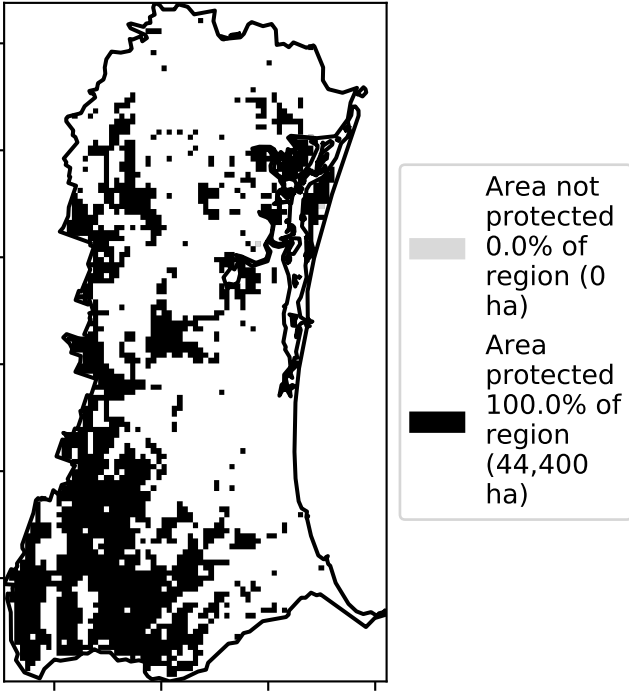 Area not
protected
0.0% of
region (0
ha)
Area
protected
100.0% of
region
(44,400
ha)